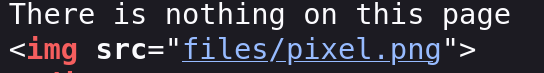 There is nothing on this page
<img src="files/pixel.png">